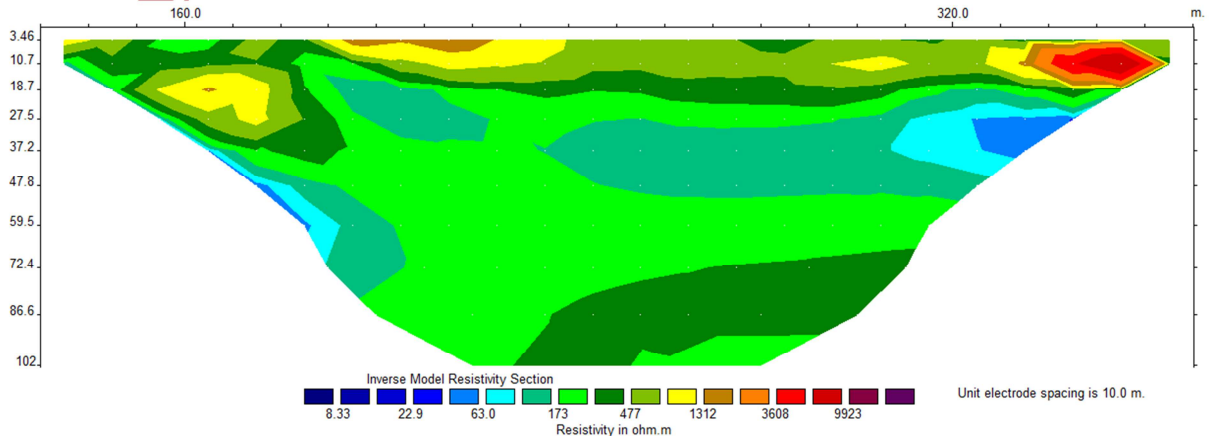 160.0 320.0 m.
3.46
10.7
18.7
27.5
37.2
47.8
59.5
72.4
86.6
102.
Inverse Model Resistivity Section
Unit electrode spacing is 10.0 m.
8.33 22.9 63.0 173 477 1312 3608 9923
Resistivity in ohm.m